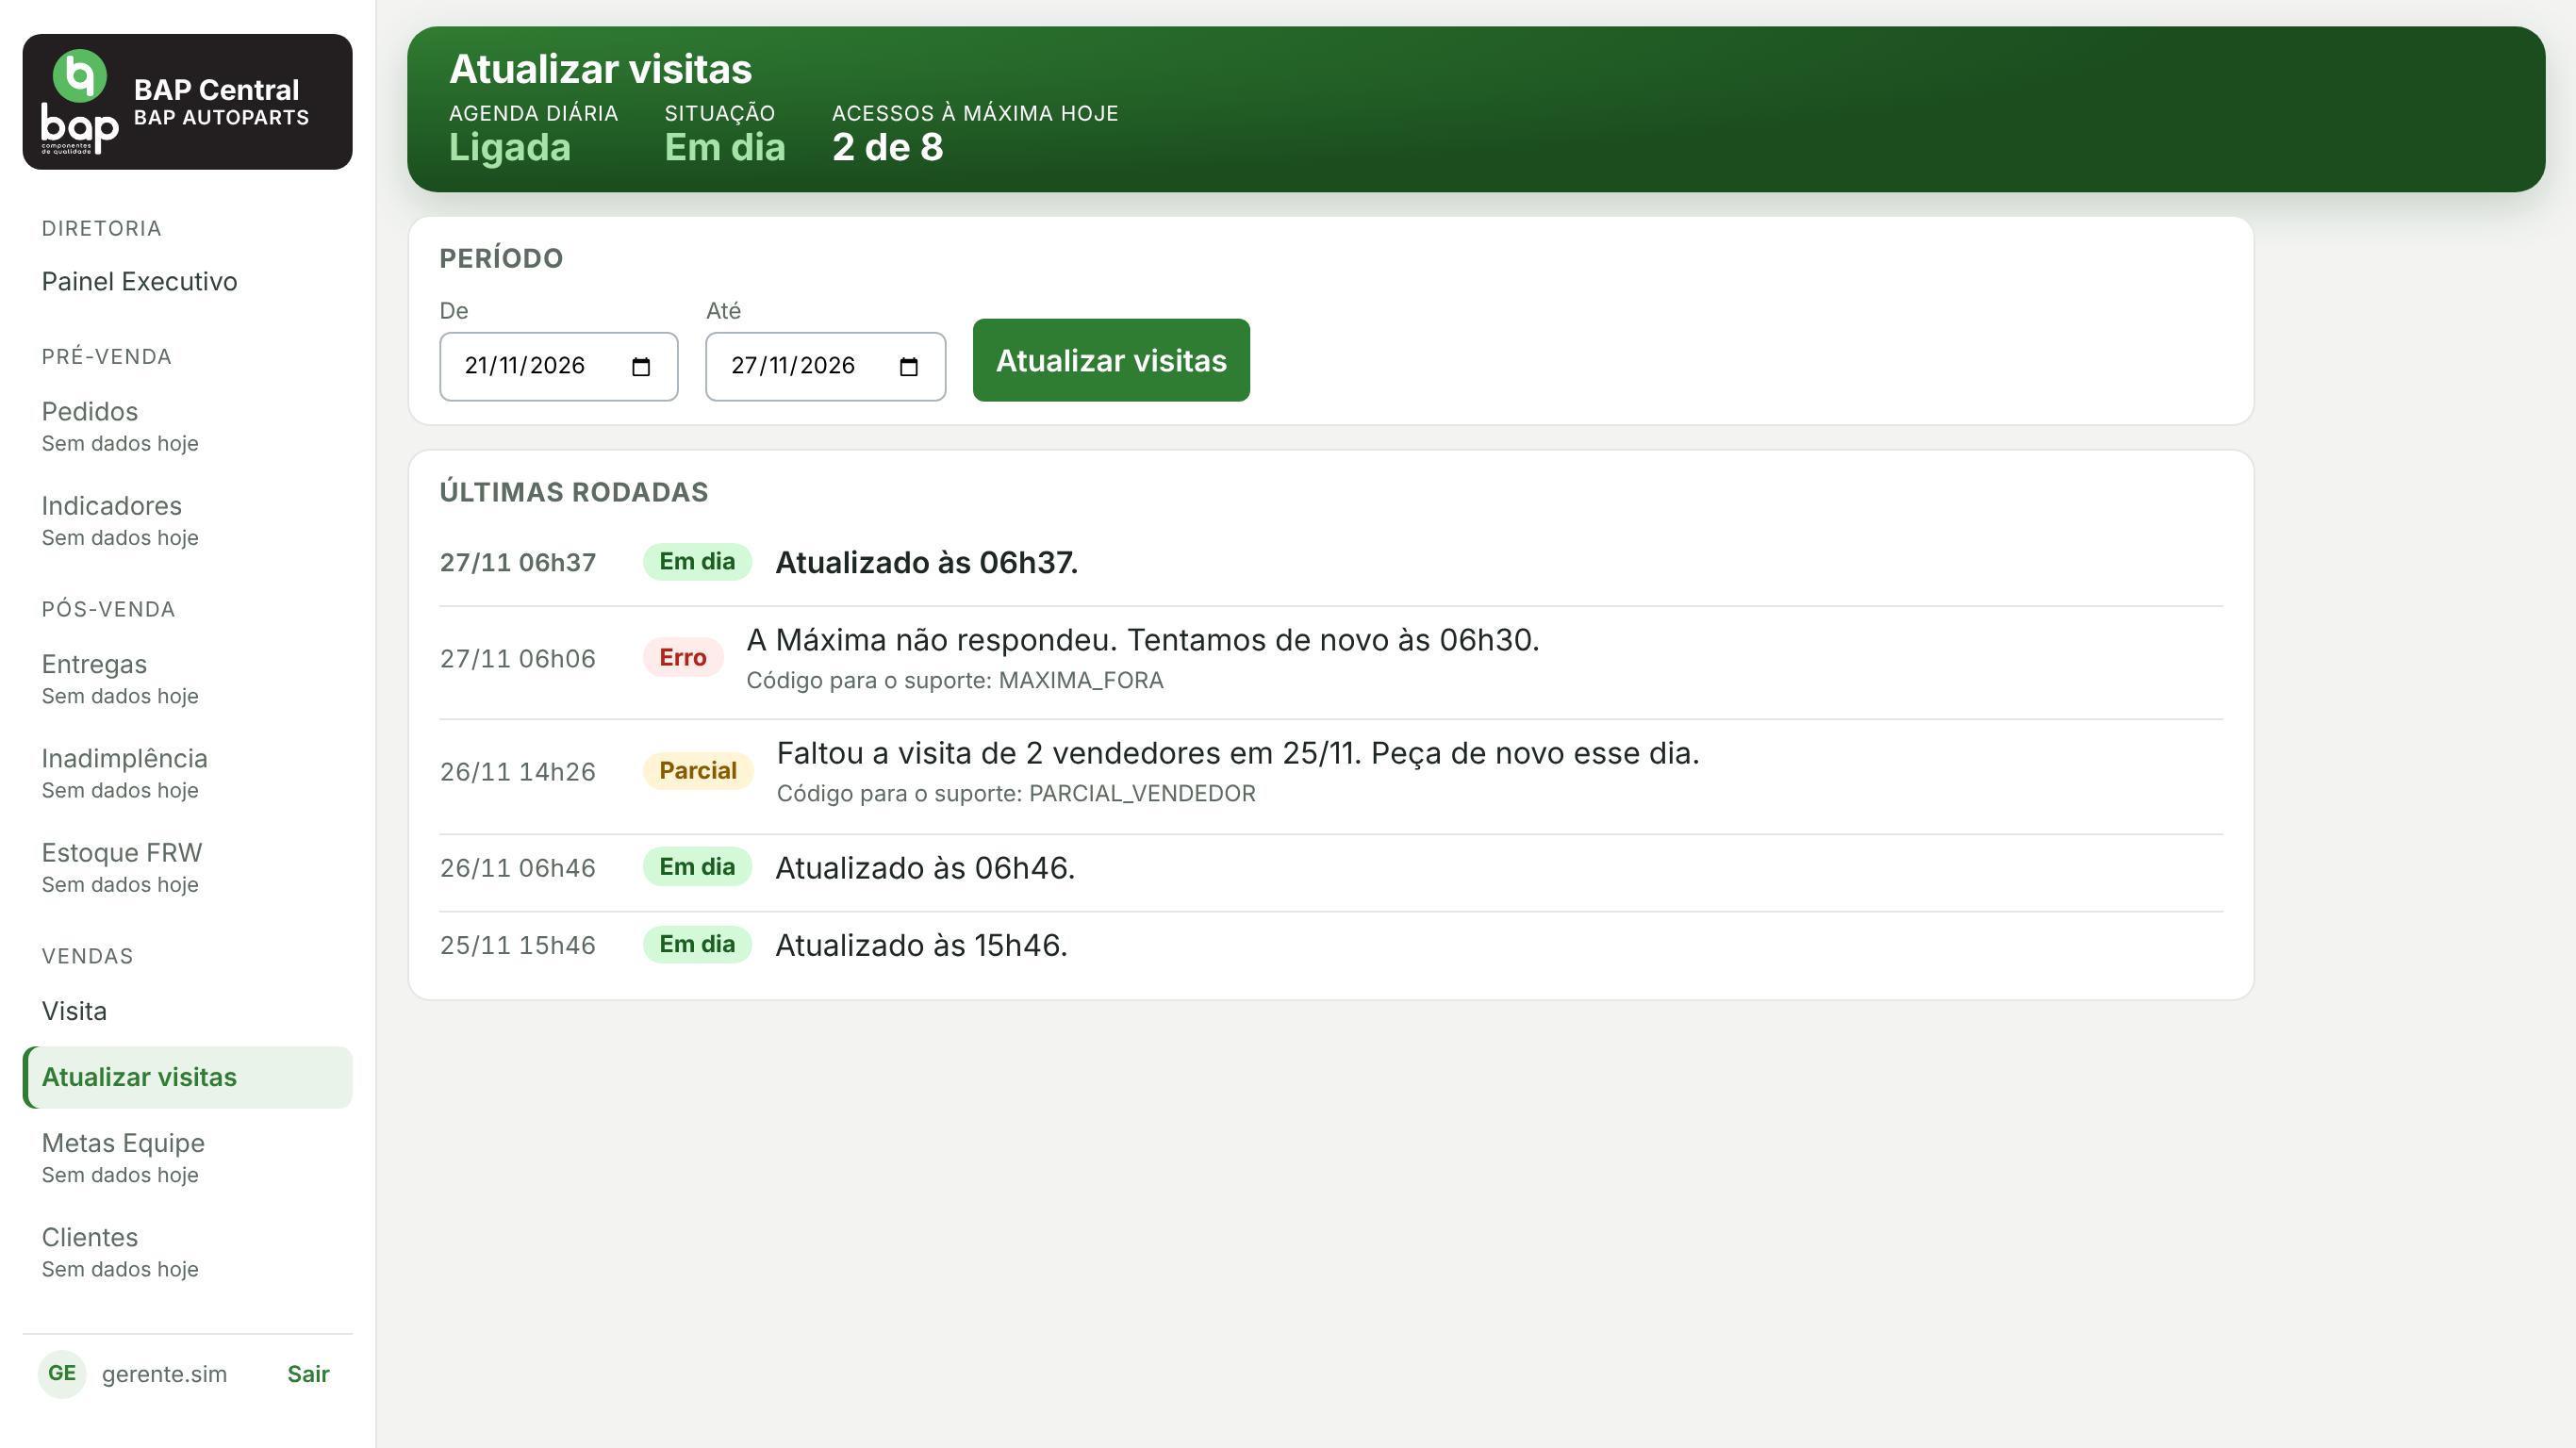 bap
componentes
de qualidade
BAP Central
BAP AUTOPARTS
DIRETORIA
Painel Executivo
PRÉ-VENDA
Pedidos
Sem dados hoje
Indicadores
Sem dados hoje
PÓS-VENDA
Entregas
Sem dados hoje
Inadimplência
Sem dados hoje
Estoque FRW
Sem dados hoje
VENDAS
Visita
Atualizar visitas
Metas Equipe
Sem dados hoje
Clientes
Sem dados hoje
GE gerente.sim Sair
Atualizar visitas
AGENDA DIÁRIA SITUAÇÃO ACESSOS À MÁXIMA HOJE
Ligada Em dia 2 de 8
PERÍODO
De Até
21/11/2026 27/11/2026 Atualizar visitas
ÚLTIMAS RODADAS
27/11 06h37 Em dia Atualizado às 06h37.
27/11 06h06 Erro A Máxima não respondeu. Tentamos de novo às 06h30.
Código para o suporte: MAXIMA_FORA
26/11 14h26 Parcial Faltou a visita de 2 vendedores em 25/11. Peça de novo esse dia.
Código para o suporte: PARCIAL_VENDEDOR
26/11 06h46 Em dia Atualizado às 06h46.
25/11 15h46 Em dia Atualizado às 15h46.